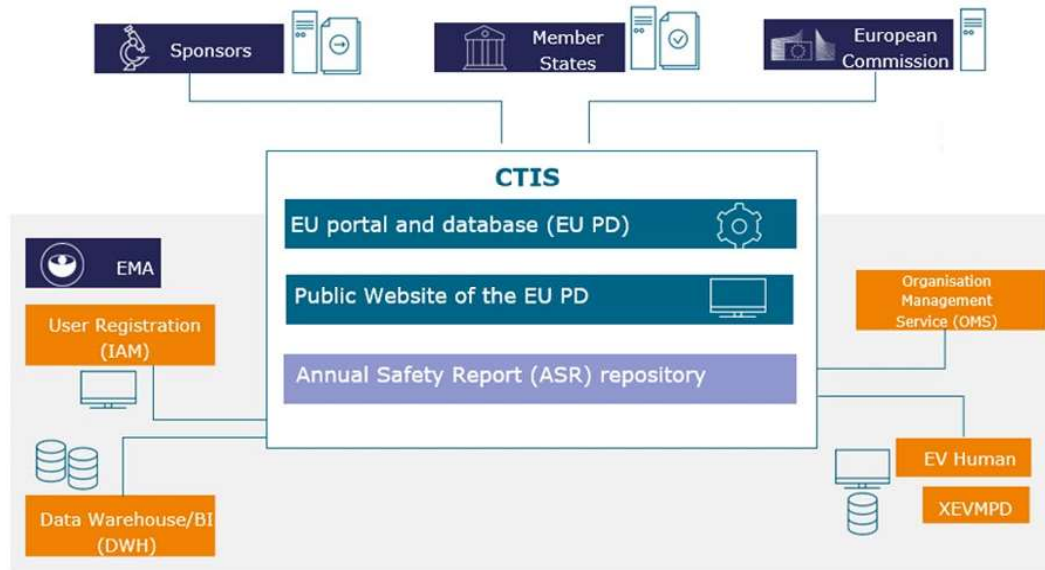 Sponsors
Member
States
European
Commission
CTIS
EU portal and database (EU PD)
Public Website of the EU PD
Annual Safety Report (ASR) repository
EMA
User Registration
(IAM)
Data Warehouse/BI
(DWH)
Organisation
Management
Service (OMS)
EV Human
XEVMPD